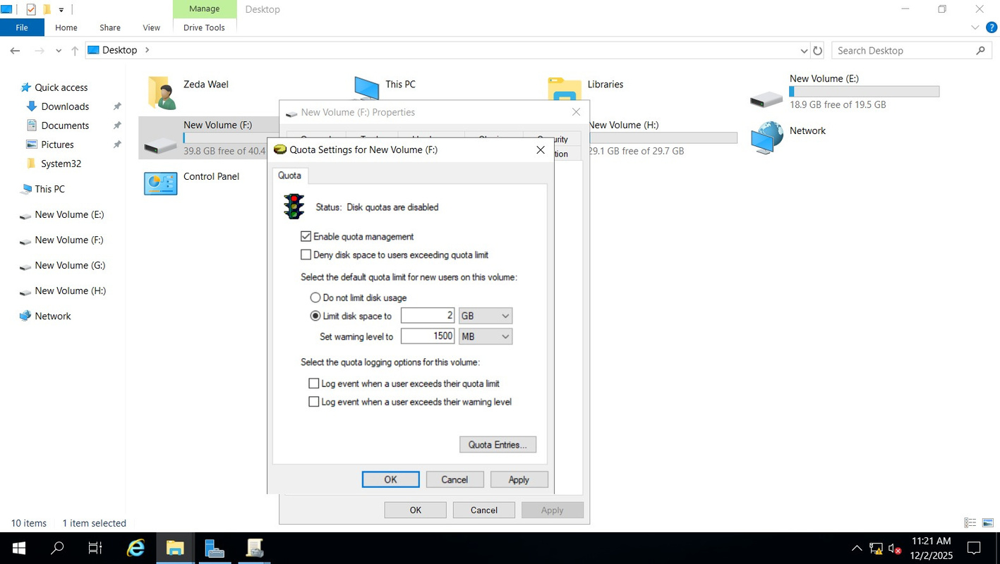 Manage
Desktop
File
Home
Share
View
Drive Tools
Desktop
Search Desktop
Quick access
Downloads
Documents
Pictures
System32
This PC
New Volume (E:)
New Volume (F:)
New Volume (G:)
New Volume (H:)
Network
Zeda Wael
This PC
Libraries
New Volume (E:)
18.9 GB free of 19.5 GB
New Volume (F:)
39.8 GB free of 40.4
New Volume (H:)
29.1 GB free of 29.7 GB
Network
Control Panel
New Volume (F:) Properties
Quota Settings for New Volume (F:)
Quota
Status: Disk quotas are disabled
Enable quota management
Deny disk space to users exceeding quota limit
Select the default quota limit for new users on this volume:
Do not limit disk usage
Limit disk space to 2 GB
Set warning level to 1500 MB
Select the quota logging options for this volume:
Log event when a user exceeds their quota limit
Log event when a user exceeds their warning level
Quota Entries...
OK Cancel Apply
OK Cancel Apply
10 items 1 item selected
11:21 AM
12/2/2025